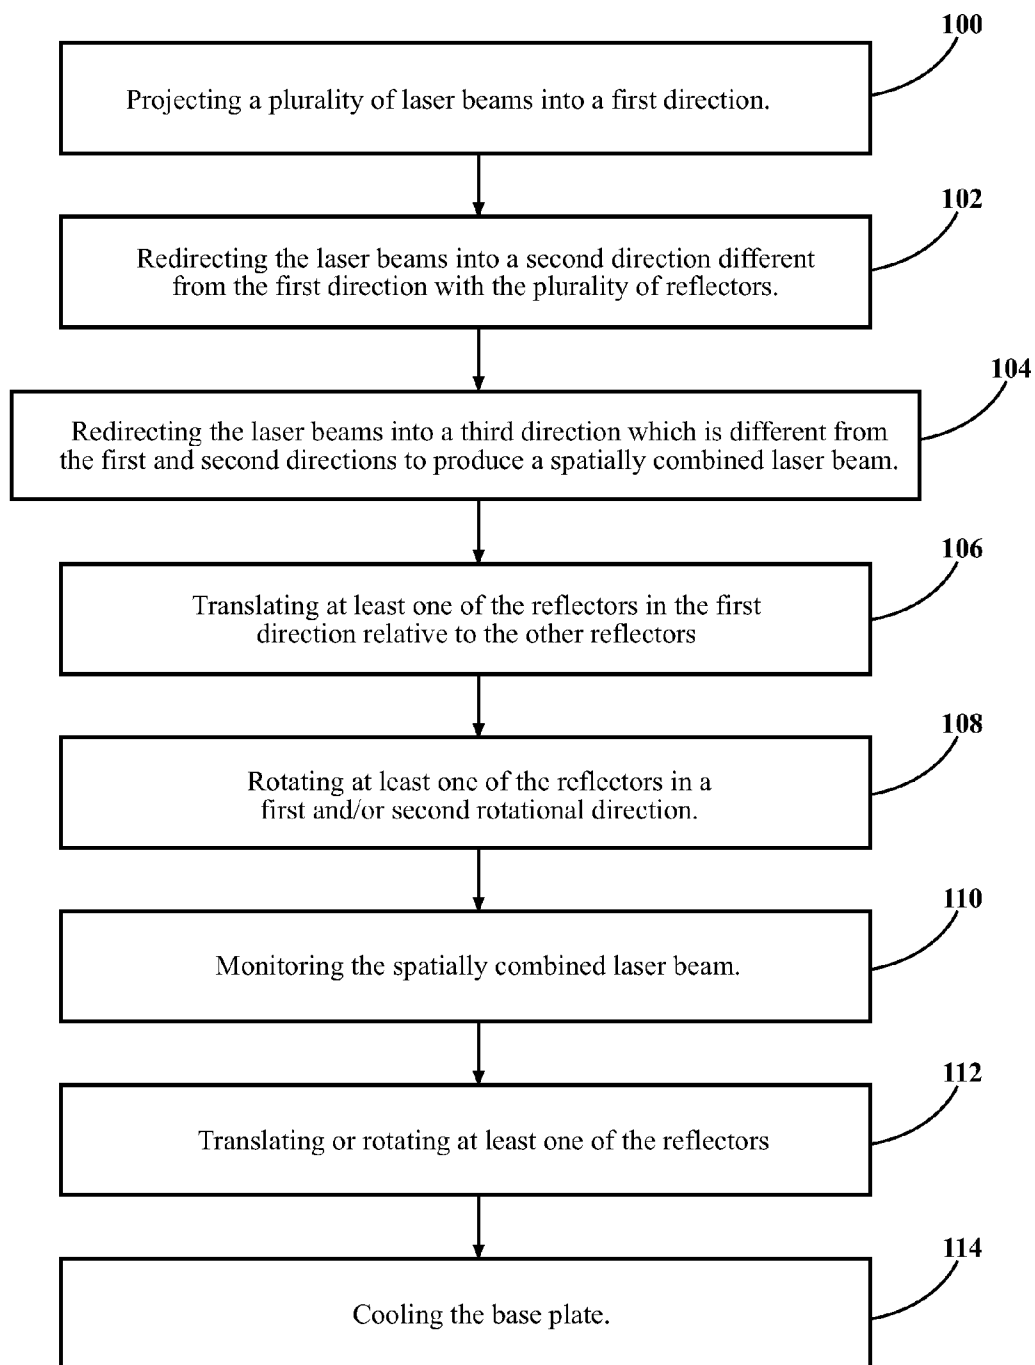 100
Projecting a plurality of laser beams into a first direction.
102
Redirecting the laser beams into a second direction different
from the first direction with the plurality of reflectors.
104
Redirecting the laser beams into a third direction which is different from
the first and second directions to produce a spatially combined laser beam.
106
Translating at least one of the reflectors in the first
direction relative to the other reflectors
108
Rotating at least one of the reflectors in a
first and/or second rotational direction.
110
Monitoring the spatially combined laser beam.
112
Translating or rotating at least one of the reflectors
114
Cooling the base plate.